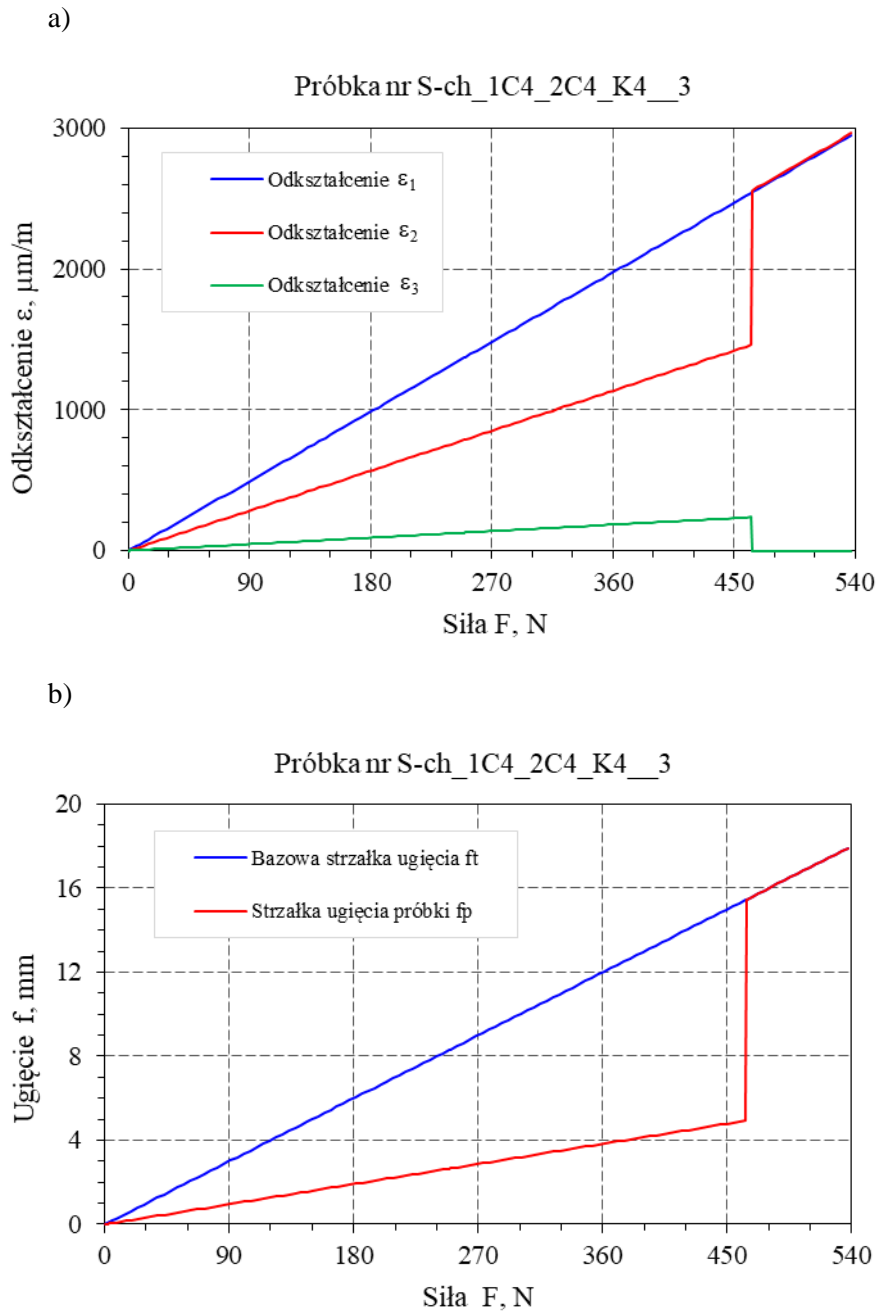 a)
Próbka nr S-ch_1C4_2C4_K4__3
3000
2000
1000
0
Odkształcenie ε, μm/m
Odkształcenie ε1
Odkształcenie ε2
Odkształcenie ε3
0 90 180 270 360 450 540
Siła F, N
b)
Próbka nr S-ch_1C4_2C4_K4__3
20
16
12
8
4
0
Ugięcie f, mm
Bazowa strzałka ugięcia ft
Strzałka ugięcia próbki fp
0 90 180 270 360 450 540
Siła F, N